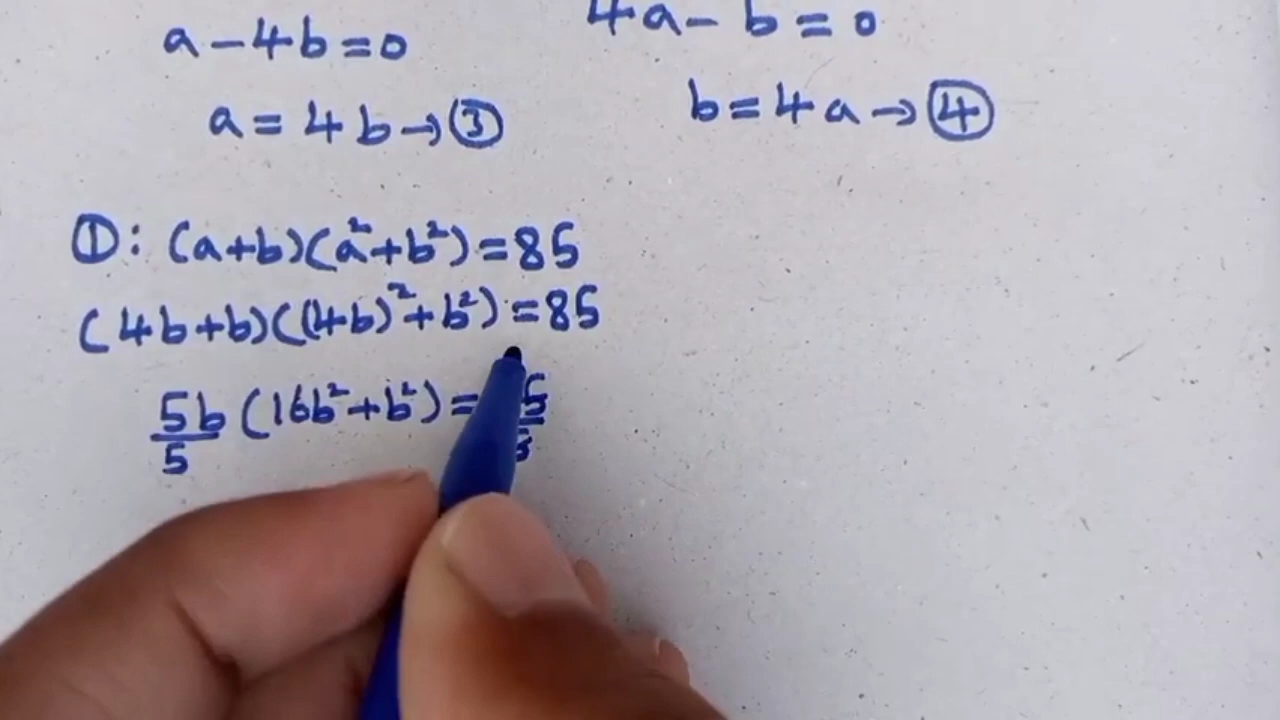 a - 4b = 0
4a - b = 0
a = 4b → ③
b = 4a → ④
①: (a+b)(a²+b²) = 85
(4b+b)((4b)²+b²) = 85
5b/5 (16b²+b²) =